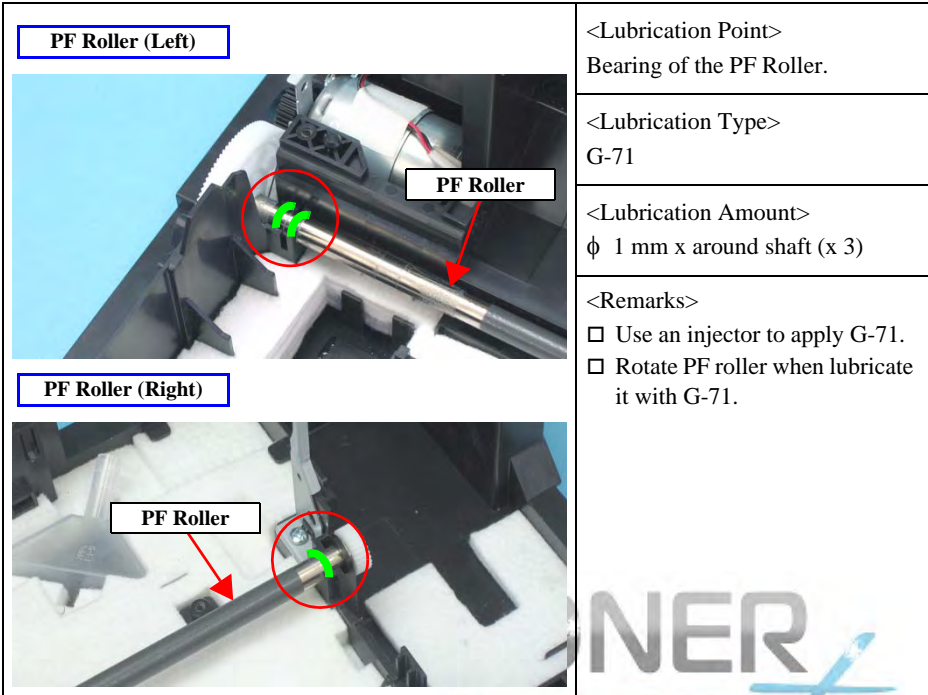 PF Roller (Left)
PF Roller
PF Roller (Right)
PF Roller
<Lubrication Point>
Bearing of the PF Roller.
<Lubrication Type>
G-71
<Lubrication Amount>
ϕ 1 mm x around shaft (x 3)
<Remarks>
□ Use an injector to apply G-71.
□ Rotate PF roller when lubricate
it with G-71.